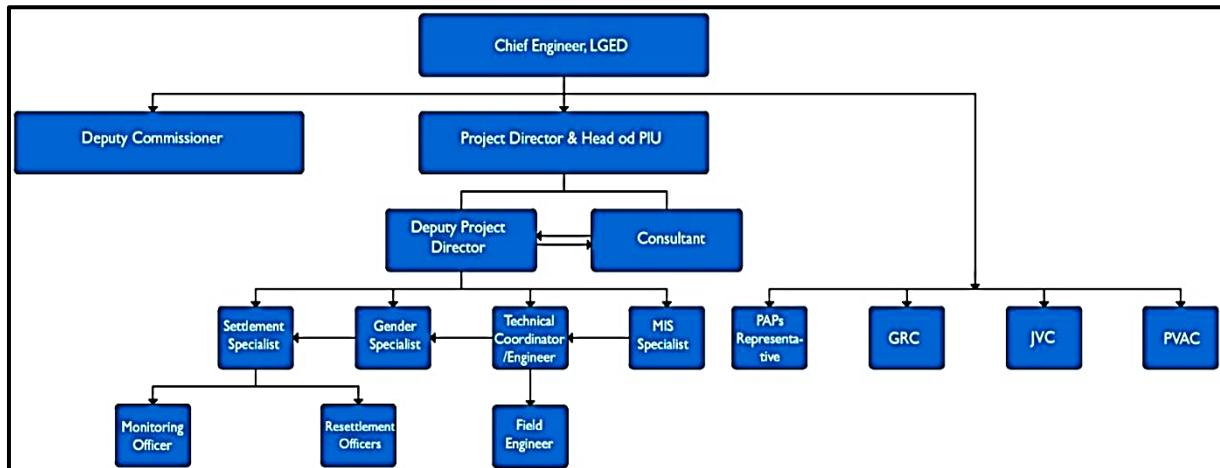 Chief Engineer, LGED
Deputy Commissioner
Project Director & Head od PIU
Deputy Project
Director
Consultant
Settlement
Specialist
Gender
Specialist
Technical
Coordinator
/Engineer
MIS
Specialist
PAPs
Representa-
tive
GRC
JVC
PVAC
Monitoring
Officer
Resettlement
Officers
Field
Engineer